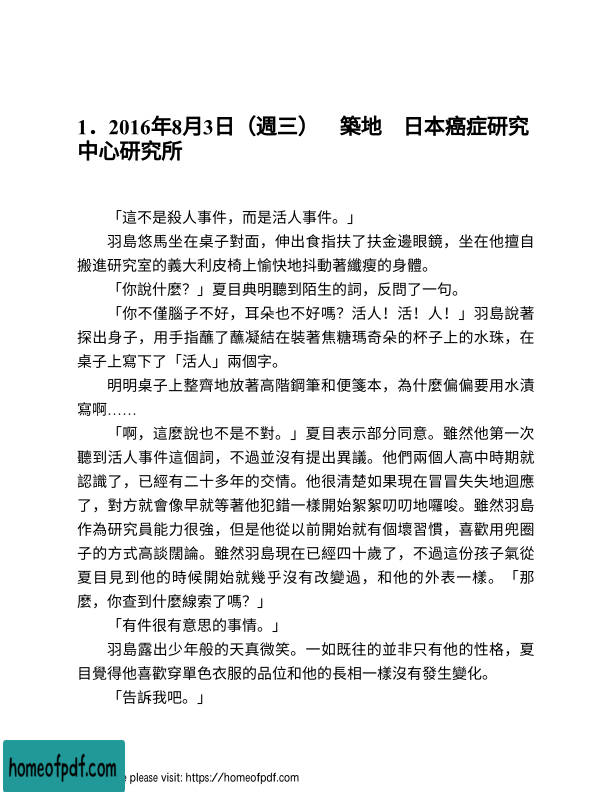 1．2016年8月3日（週三）　築地　日本癌症研究
中心研究所
「這不是殺人事件，而是活人事件。」
羽島悠馬坐在桌子對面，伸出食指扶了扶金邊眼鏡，坐在他擅自
搬進研究室的義大利皮椅上愉快地抖動著纖瘦的身體。
「你說什麼？」夏目典明聽到陌生的詞，反問了一句。
「你不僅腦子不好，耳朵也不好嗎？活人！活！人！」羽島說著
探出身子，用手指蘸了蘸凝結在裝著焦糖瑪奇朵的杯子上的水珠，在
桌子上寫下了「活人」兩個字。
明明桌子上整齊地放著高階鋼筆和便箋本，為什麼偏偏要用水漬
寫啊……
「啊，這麼說也不是不對。」夏目表示部分同意。雖然他第一次
聽到活人事件這個詞，不過並沒有提出異議。他們兩個人高中時期就
認識了，已經有二十多年的交情。他很清楚如果現在冒冒失失地迴應
了，對方就會像早就等著他犯錯一樣開始絮絮叨叨地囉唆。雖然羽島
作為研究員能力很強，但是他從以前開始就有個壞習慣，喜歡用兜圈
子的方式高談闊論。雖然羽島現在已經四十歲了，不過這份孩子氣從
夏目見到他的時候開始就幾乎沒有改變過，和他的外表一樣。「那
麼，你查到什麼線索了嗎？」
「有件很有意思的事情。」
羽島露出少年般的天真微笑。一如既往的並非只有他的性格，夏
目覺得他喜歡穿單色衣服的品位和他的長相一樣沒有發生變化。
「告訴我吧。」
homeofpdf.com
e please visit: https://homeofpdf.com